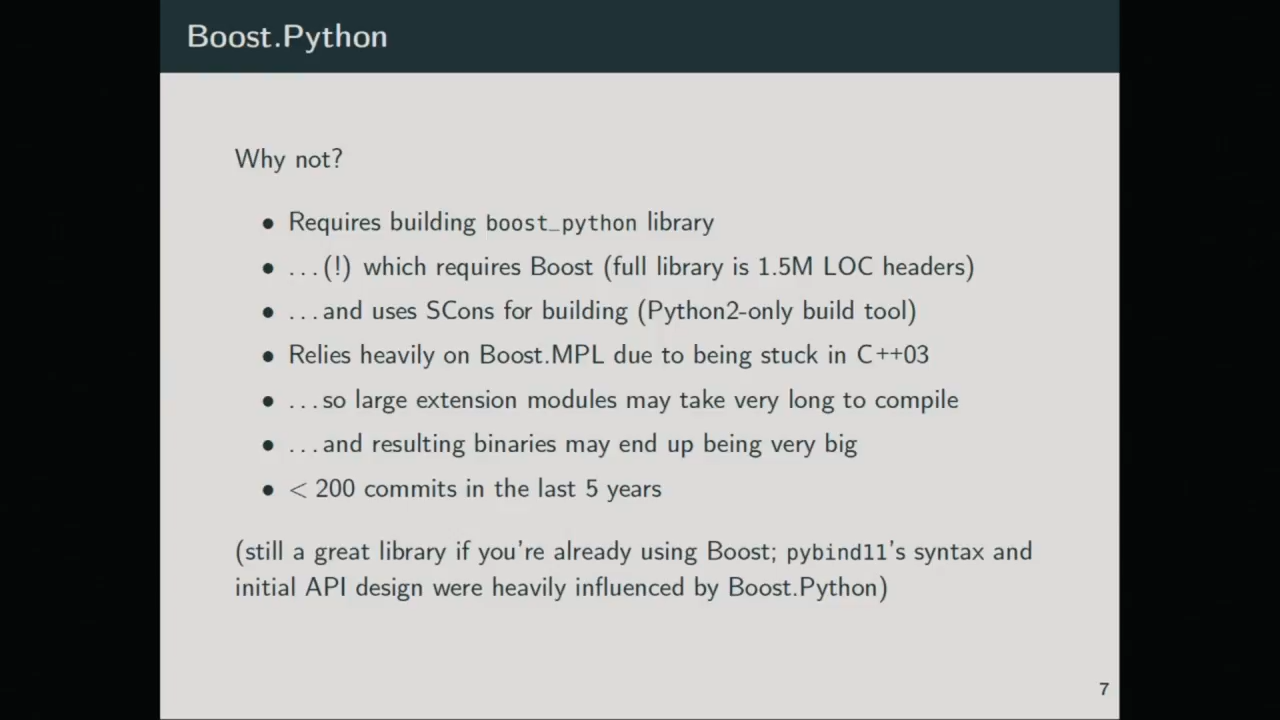 Boost.Python
Why not?
• Requires building boost_python library
• ...(!) which requires Boost (full library is 1.5M LOC headers)
• ...and uses SCons for building (Python2-only build tool)
• Relies heavily on Boost.MPL due to being stuck in C++03
• ...so large extension modules may take very long to compile
• ...and resulting binaries may end up being very big
• < 200 commits in the last 5 years
(still a great library if you're already using Boost; pybind11's syntax and
initial API design were heavily influenced by Boost.Python)
7